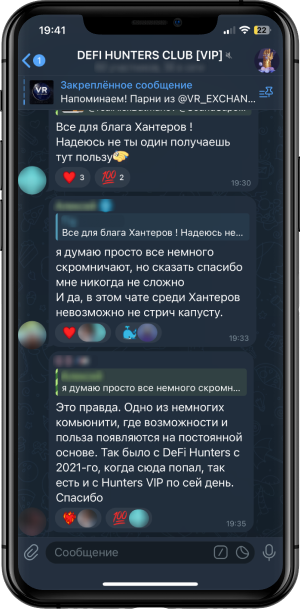 19:41
22
1
DEFI HUNTERS CLUB [VIP]
VR
Закреплённое сообщение
Напоминаем! Парни из @VR_EXCHAN...
Все для блага Хантеров !
Надеюсь не ты один получаешь
тут пользу
3
100 2
19:30
Все для блага Хантеров ! Надеюсь не...
я думаю просто все немного
скромничают, но сказать спасибо
мне никогда не сложно
И да, в этом чате среди Хантеров
невозможно не стрич капусту.
19:33
я думаю просто все немного скромн...
Это правда. Одно из немногих
комьюнити, где возможности и
польза появляются на постоянной
основе. Так было с DeFi Hunters с
2021-го, когда сюда попал, так
есть и с Hunters VIP по сей день.
Спасибо
100
19:35
Сообщение